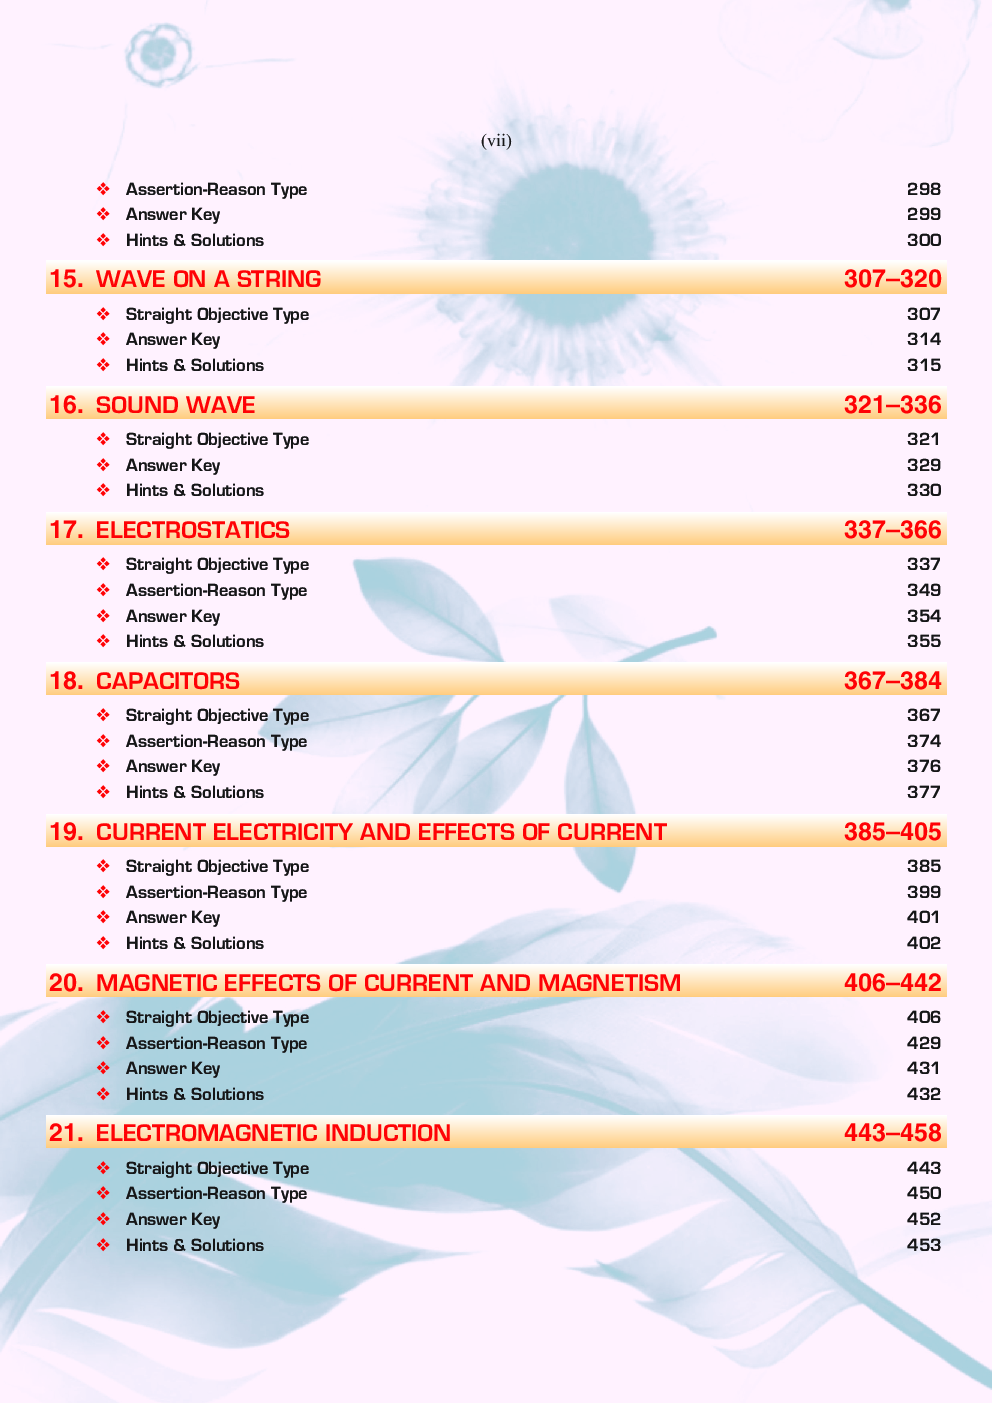 (vii)
❖ Assertion-Reason Type 298
❖ Answer Key 299
❖ Hints & Solutions 300
15. WAVE ON A STRING 307–320
❖ Straight Objective Type 307
❖ Answer Key 314
❖ Hints & Solutions 315
16. SOUND WAVE 321–336
❖ Straight Objective Type 321
❖ Answer Key 329
❖ Hints & Solutions 330
17. ELECTROSTATICS 337–366
❖ Straight Objective Type 337
❖ Assertion-Reason Type 349
❖ Answer Key 354
❖ Hints & Solutions 355
18. CAPACITORS 367–384
❖ Straight Objective Type 367
❖ Assertion-Reason Type 374
❖ Answer Key 376
❖ Hints & Solutions 377
19. CURRENT ELECTRICITY AND EFFECTS OF CURRENT 385–405
❖ Straight Objective Type 385
❖ Assertion-Reason Type 399
❖ Answer Key 401
❖ Hints & Solutions 402
20. MAGNETIC EFFECTS OF CURRENT AND MAGNETISM 406–442
❖ Straight Objective Type 406
❖ Assertion-Reason Type 429
❖ Answer Key 431
❖ Hints & Solutions 432
21. ELECTROMAGNETIC INDUCTION 443–458
❖ Straight Objective Type 443
❖ Assertion-Reason Type 450
❖ Answer Key 452
❖ Hints & Solutions 453